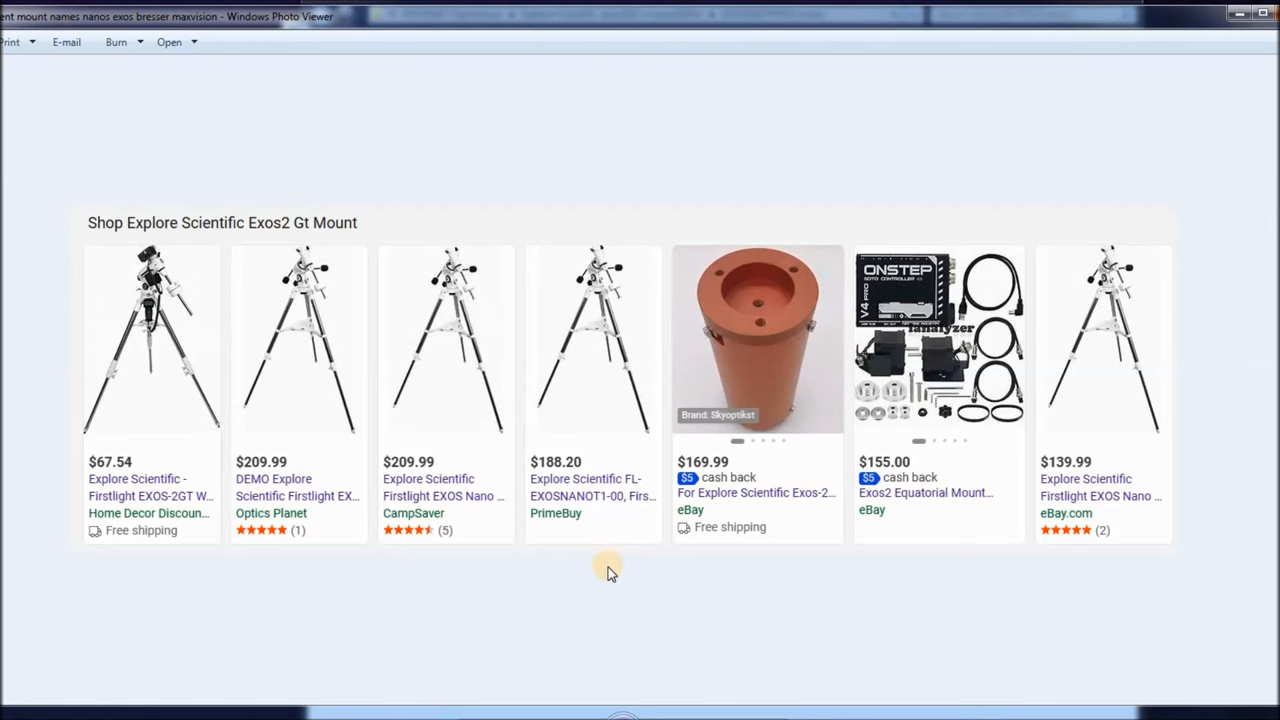 ent mount names nanos exos bresser maxvision - Windows Photo Viewer
Print E-mail Burn Open
Shop Explore Scientific Exos2 Gt Mount
$67.54
Explore Scientific -
Firstlight EXOS-2GT W...
Home Decor Discoun...
Free shipping
$209.99
DEMO Explore
Scientific Firstlight EX...
Optics Planet
(1)
$209.99
Explore Scientific
Firstlight EXOS Nano ...
CampSaver
(5)
$188.20
Explore Scientific FL-
EXOSNANOT1-00, Firs...
PrimeBuy
Brand: Skyoptikst
$169.99
$5 cash back
For Explore Scientific Exos-2...
eBay
Free shipping
ONSTEP
GOTO CONTROLLER
V4 PRO
$155.00
$5 cash back
Exos2 Equatorial Mount...
eBay
$139.99
Explore Scientific
Firstlight EXOS Nano ...
eBay.com
(2)